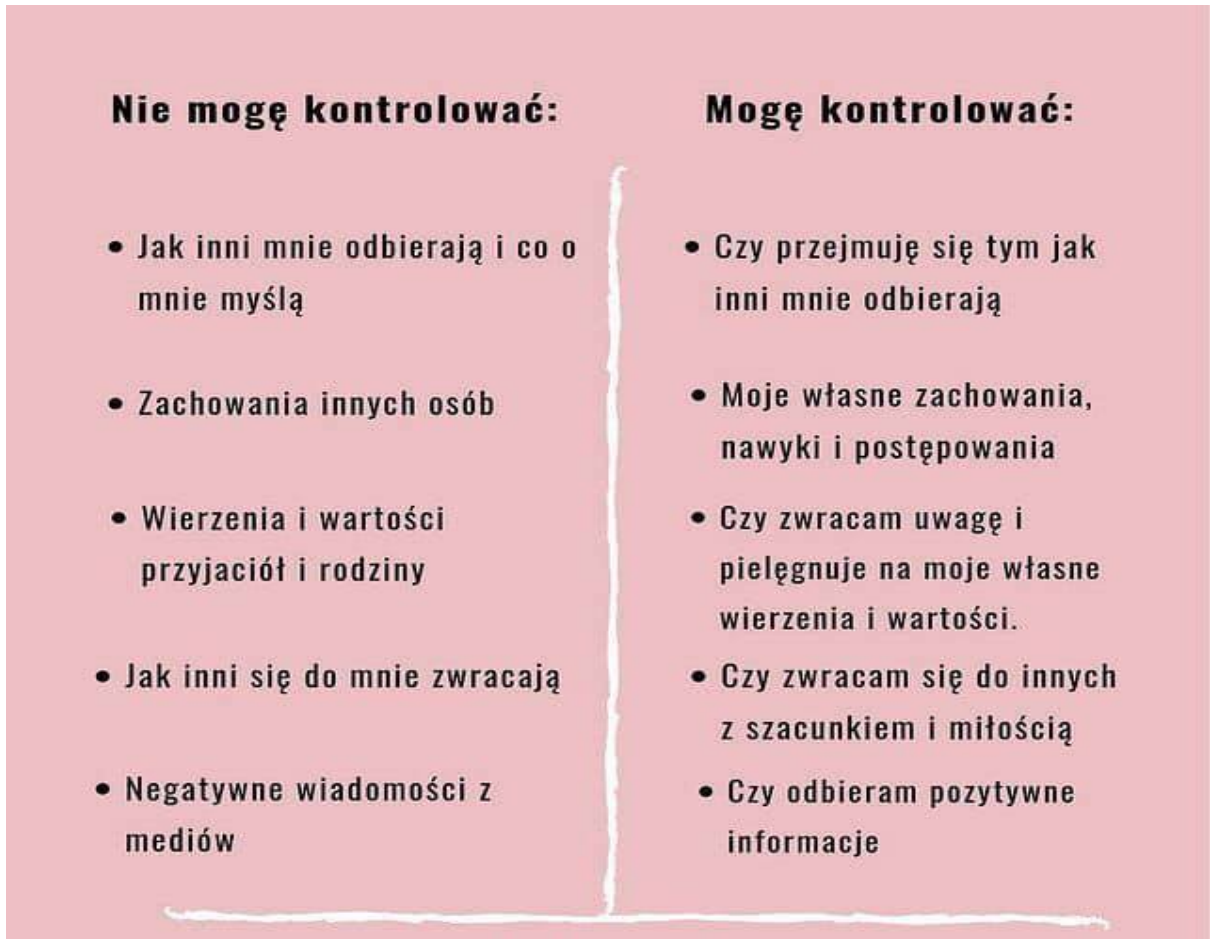 Nie mogę kontrolować:
Jak inni mnie odbierają i co o
mnie myślą
Zachowania innych osób
Wierzenia i wartości
przyjaciół i rodziny
Jak inni się do mnie zwracają
Negatywne wiadomości z
mediów
Mogę kontrolować:
Czy przejmuję się tym jak
inni mnie odbierają
Moje własne zachowania,
nawyki i postępowania
Czy zwracam uwagę i
pielęgnuje na moje własne
wierzenia i wartości.
Czy zwracam się do innych
z szacunkiem i miłością
Czy odbieram pozytywne
informacje